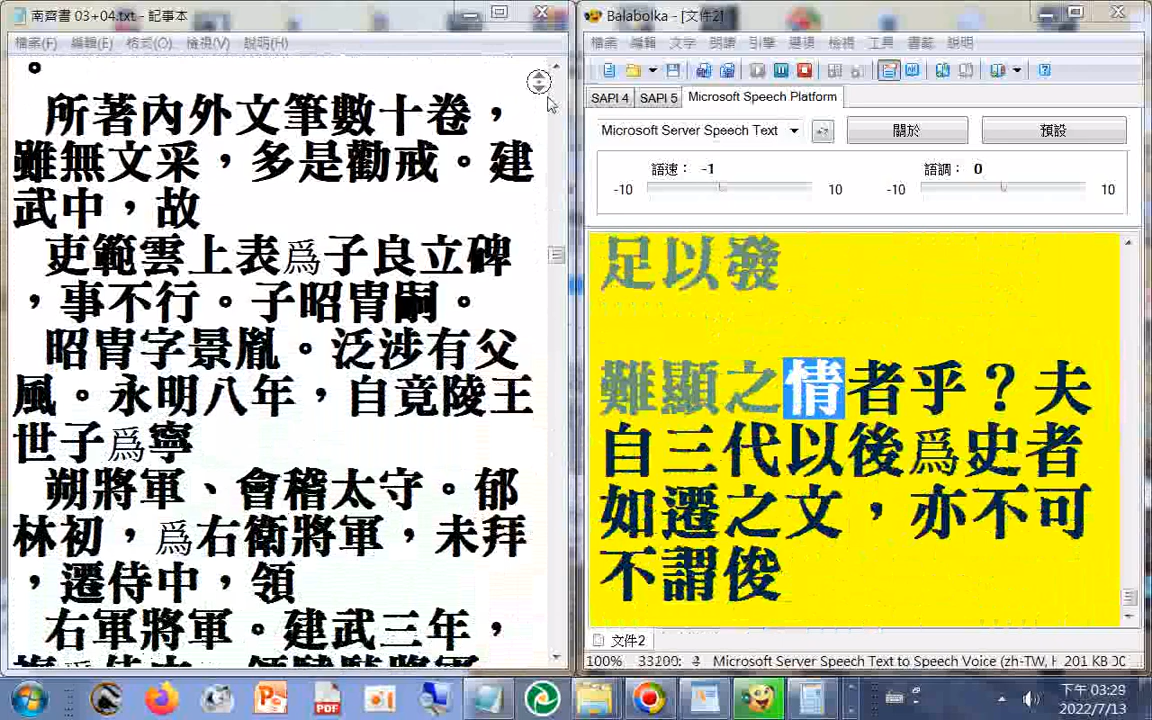 南齊書 03+04.txt - 記事本
檔案(F) 編輯(E) 格式(O) 檢視(V) 說明(H)
。
所著內外文筆數十卷，
雖無文采，多是勸戒。建
武中，故
吏範雲上表爲子良立碑
，事不行。子昭胄嗣。
昭胄字景胤。泛涉有父
風。永明八年，自竟陵王
世子爲寧
朔將軍、會稽太守。郁
林初，爲右衛將軍，未拜
，遷侍中，領
右軍將軍。建武三年，
Balabolka - [文件2]
檔案 編輯 文字 朗讀 引擎 選項 檢視 工具 書籤 說明
SAPI 4 SAPI 5 Microsoft Speech Platform
Microsoft Server Speech Text 關於 預設
語速： -1 語調： 0
-10 10 -10 10
足以發
難顯之情者乎？夫
自三代以後爲史者
如遷之文，亦不可
不謂俊
文件2
100% Microsoft Server Speech Text to Speech Voice (zh-TW, H 201 KB
PDF
下午 03:29
2022/7/13